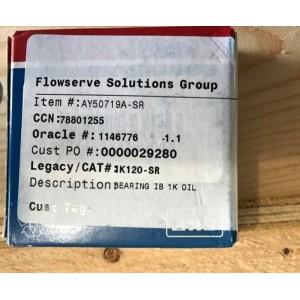 Flowserve Solutions Group
Item #:AY50719A-SR
CCN:78801255
Oracle #: 1146776 .1.1
Cust PO #:0000029280
Legacy/CAT#:1K120-SR
Description:BEARING IB 1K OIL
Cust Tag: